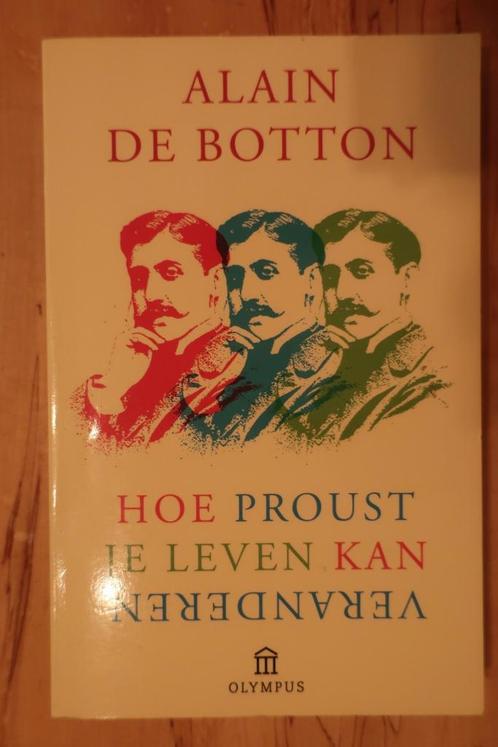 ALAIN
DE BOTTON
HOE PROUST
JE LEVEN KAN
VERANDEREN
OLYMPUS